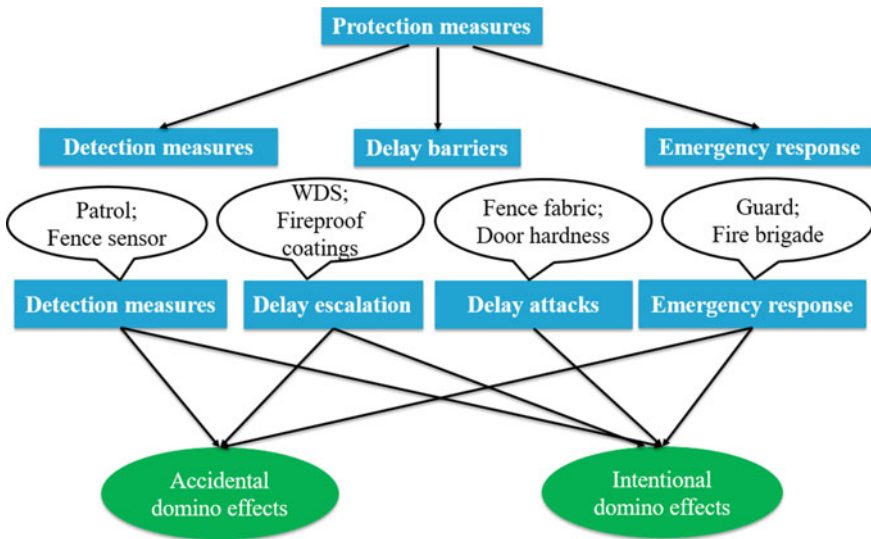 Protection measures
Detection measures
Delay barriers
Emergency response
Patrol;
Fence sensor
WDS;
Fireproof
coatings
Fence fabric;
Door hardness
Guard;
Fire brigade
Detection measures
Delay escalation
Delay attacks
Emergency response
Accidental
domino effects
Intentional
domino effects